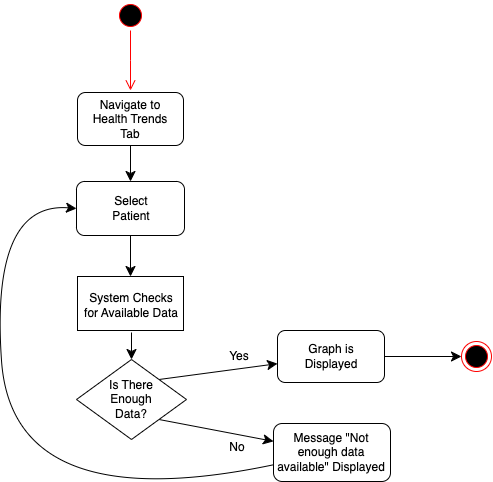 Navigate to
Health Trends
Tab
Select
Patient
System Checks
for Available Data
Is There
Enough
Data?
Yes
Graph is
Displayed
No
Message "Not
enough data
available" Displayed